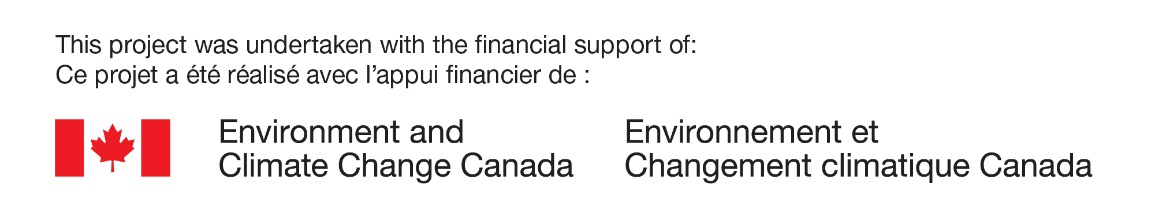 This project was undertaken with the financial support of:
Ce projet a été réalisé avec l’appui financier de :
Environment and
Climate Change Canada
Environnement et
Changement climatique Canada